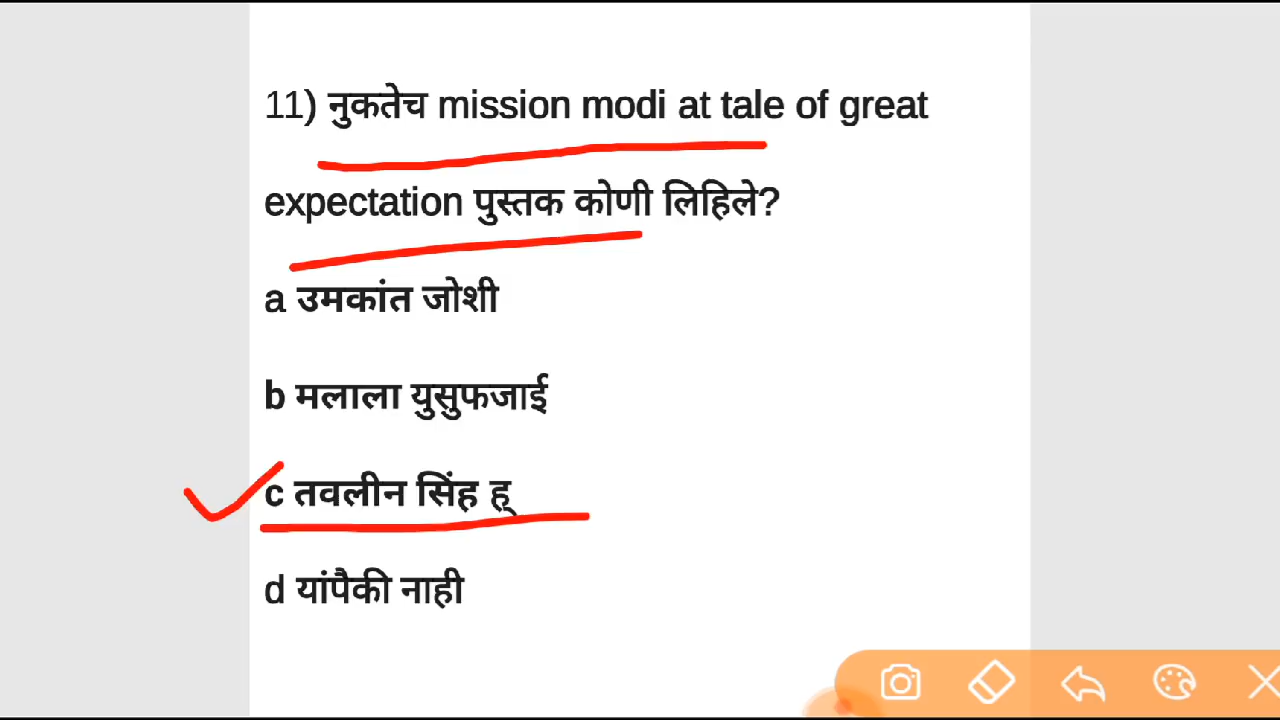 11) नुकतेच mission modi at tale of great
expectation पुस्तक कोणी लिहिले?
a उमकांत जोशी
b मलाला युसुफजाई
c तवलीन सिंह ह्
d यांपैकी नाही